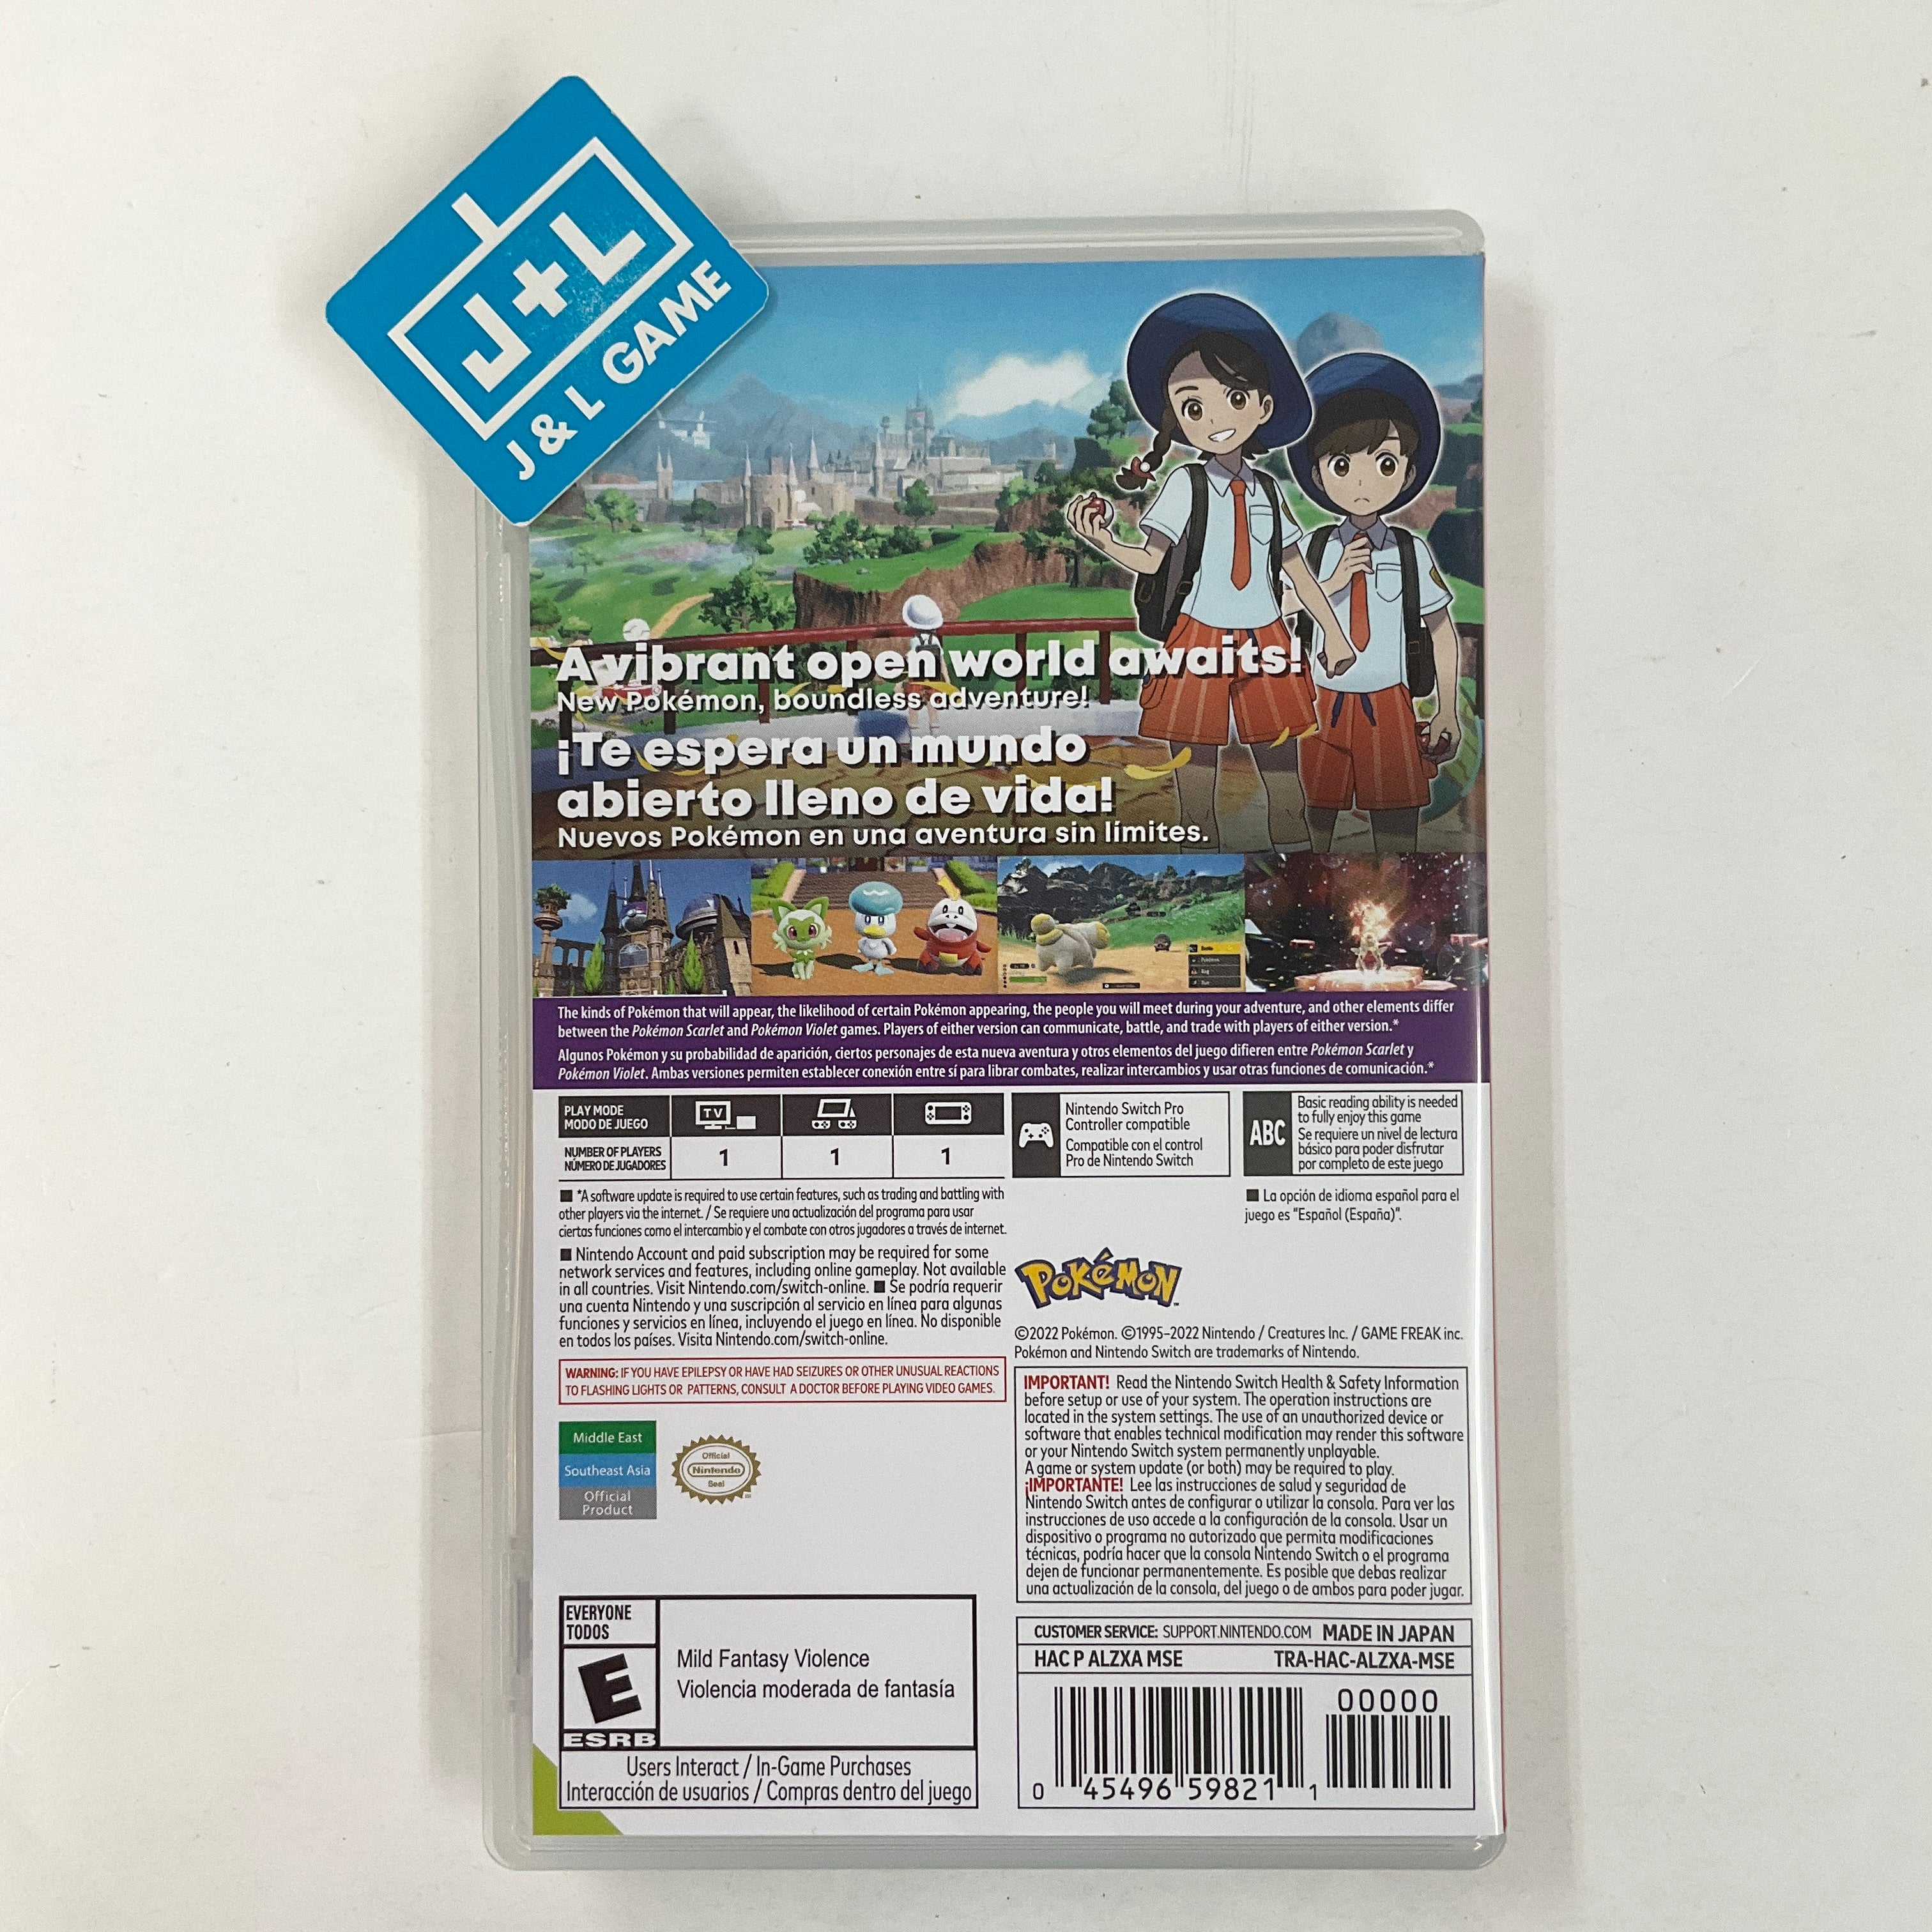 J+L
J & L GAME
A vibrant open world awaits!
New Pokémon, boundless adventure!
¡Te espera un mundo
abierto lleno de vida!
Nuevos Pokémon en una aventura sin límites.
The kinds of Pokémon that will appear, the likelihood of certain Pokémon appearing, the people you will meet during your adventure, and other elements differ
between the Pokémon Scarlet and Pokémon Violet games. Players of either version can communicate, battle, and trade with players of either version.*
Algunos Pokémon y su probabilidad de aparición, ciertos personajes de esta nueva aventura y otros elementos del juego difieren entre Pokémon Scarlet y
Pokémon Violet. Ambas versiones permiten establecer conexión entre sí para librar combates, realizar intercambios y usar otras funciones de comunicación.*
PLAY MODE
MODO DE JUEGO
TV
NUMBER OF PLAYERS
NÚMERO DE JUGADORES
1
1
1
Nintendo Switch Pro
Controller compatible
Compatible con el control
Pro de Nintendo Switch
ABC
Basic reading ability is needed
to fully enjoy this game
Se requiere un nivel de lectura
básico para poder disfrutar
por completo de este juego
■ *A software update is required to use certain features, such as trading and battling with
other players via the internet. / Se requiere una actualización del programa para usar
ciertas funciones como el intercambio y el combate con otros jugadores a través de internet.
■ La opción de idioma español para el
juego es “Español (España)”.
■ Nintendo Account and paid subscription may be required for some
network services and features, including online gameplay. Not available
in all countries. Visit Nintendo.com/switch-online. ■ Se podría requerir
una cuenta Nintendo y una suscripción al servicio en línea para algunas
funciones y servicios en línea, incluyendo el juego en línea. No disponible
en todos los países. Visita Nintendo.com/switch-online.
POKéMON
©2022 Pokémon. ©1995–2022 Nintendo / Creatures Inc. / GAME FREAK inc.
Pokémon and Nintendo Switch are trademarks of Nintendo.
WARNING: IF YOU HAVE EPILEPSY OR HAVE HAD SEIZURES OR OTHER UNUSUAL REACTIONS
TO FLASHING LIGHTS OR PATTERNS, CONSULT A DOCTOR BEFORE PLAYING VIDEO GAMES.
IMPORTANT! Read the Nintendo Switch Health & Safety Information
before setup or use of your system. The operation instructions are
located in the system settings. The use of an unauthorized device or
software that enables technical modification may render this software
or your Nintendo Switch system permanently unplayable.
A game or system update (or both) may be required to play.
¡IMPORTANTE! Lee las instrucciones de salud y seguridad de
Nintendo Switch antes de configurar o utilizar la consola. Para ver las
instrucciones de uso accede a la configuración de la consola. Usar un
dispositivo o programa no autorizado que permita modificaciones
técnicas, podría hacer que la consola Nintendo Switch o el programa
dejen de funcionar permanentemente. Es posible que debas realizar
una actualización de la consola, del juego o de ambos para poder jugar.
Middle East
Southeast Asia
Official
Product
Official
Nintendo
Seal
EVERYONE
TODOS
E
ESRB
Mild Fantasy Violence
Violencia moderada de fantasía
Users Interact / In-Game Purchases
Interacción de usuarios / Compras dentro del juego
CUSTOMER SERVICE: SUPPORT.NINTENDO.COM MADE IN JAPAN
HAC P ALZXA MSE TRA-HAC-ALZXA-MSE
00000
0 45496 59821 1